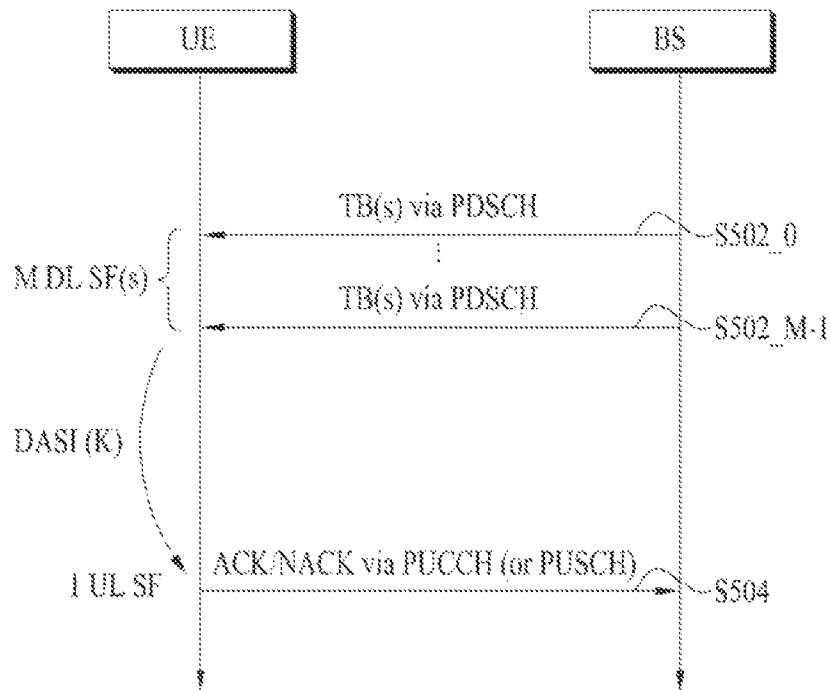 UE
BS
TB(s) via PDSCH
S502_0
⋮
M DL SF(s)
TB(s) via PDSCH
S502_M-1
DASI (K)
ACK/NACK via PUCCH (or PUSCH)
1 UL SF
S504